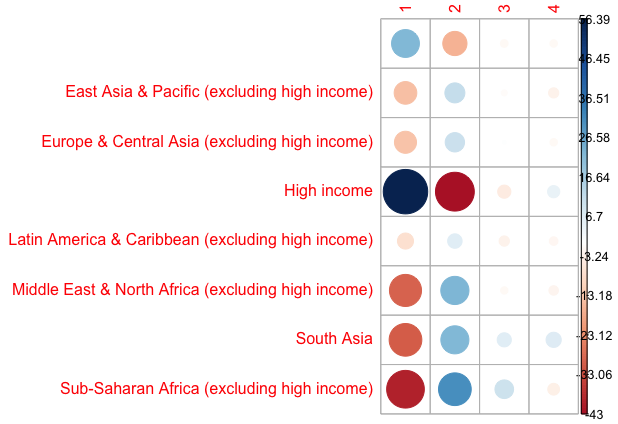 1 2 3 4
56.39
46.45
East Asia & Pacific (excluding high income)
36.51
Europe & Central Asia (excluding high income)
26.58
High income
16.64
6.7
Latin America & Caribbean (excluding high income)
-3.24
Middle East & North Africa (excluding high income)
-13.18
South Asia
-23.12
-33.06
Sub-Saharan Africa (excluding high income)
-43